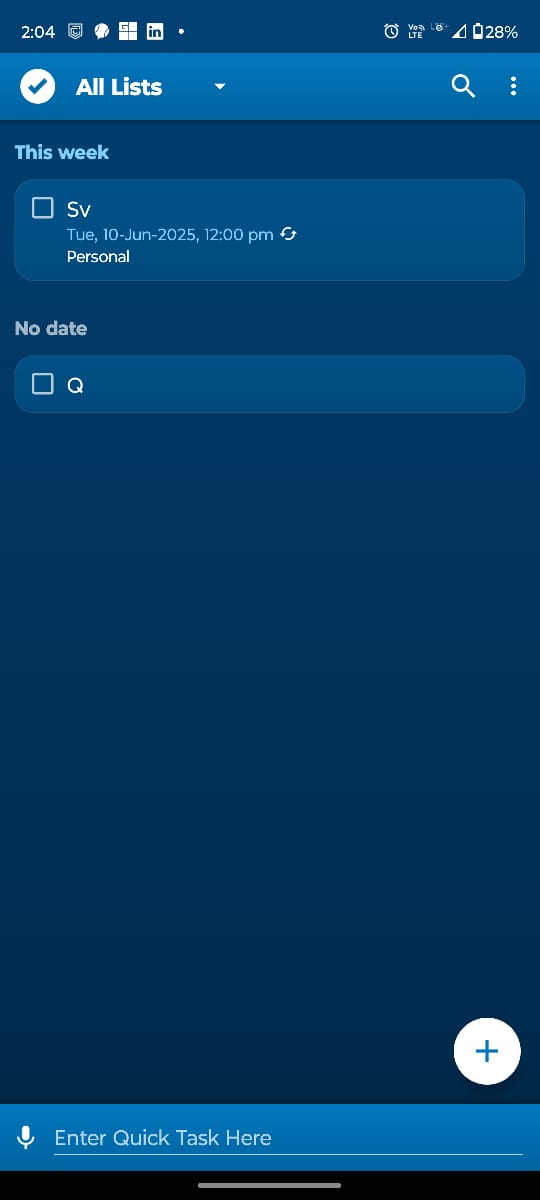 2:04
28%
All Lists
This week
Sv
Tue, 10-Jun-2025, 12:00 pm
Personal
No date
Q
Enter Quick Task Here